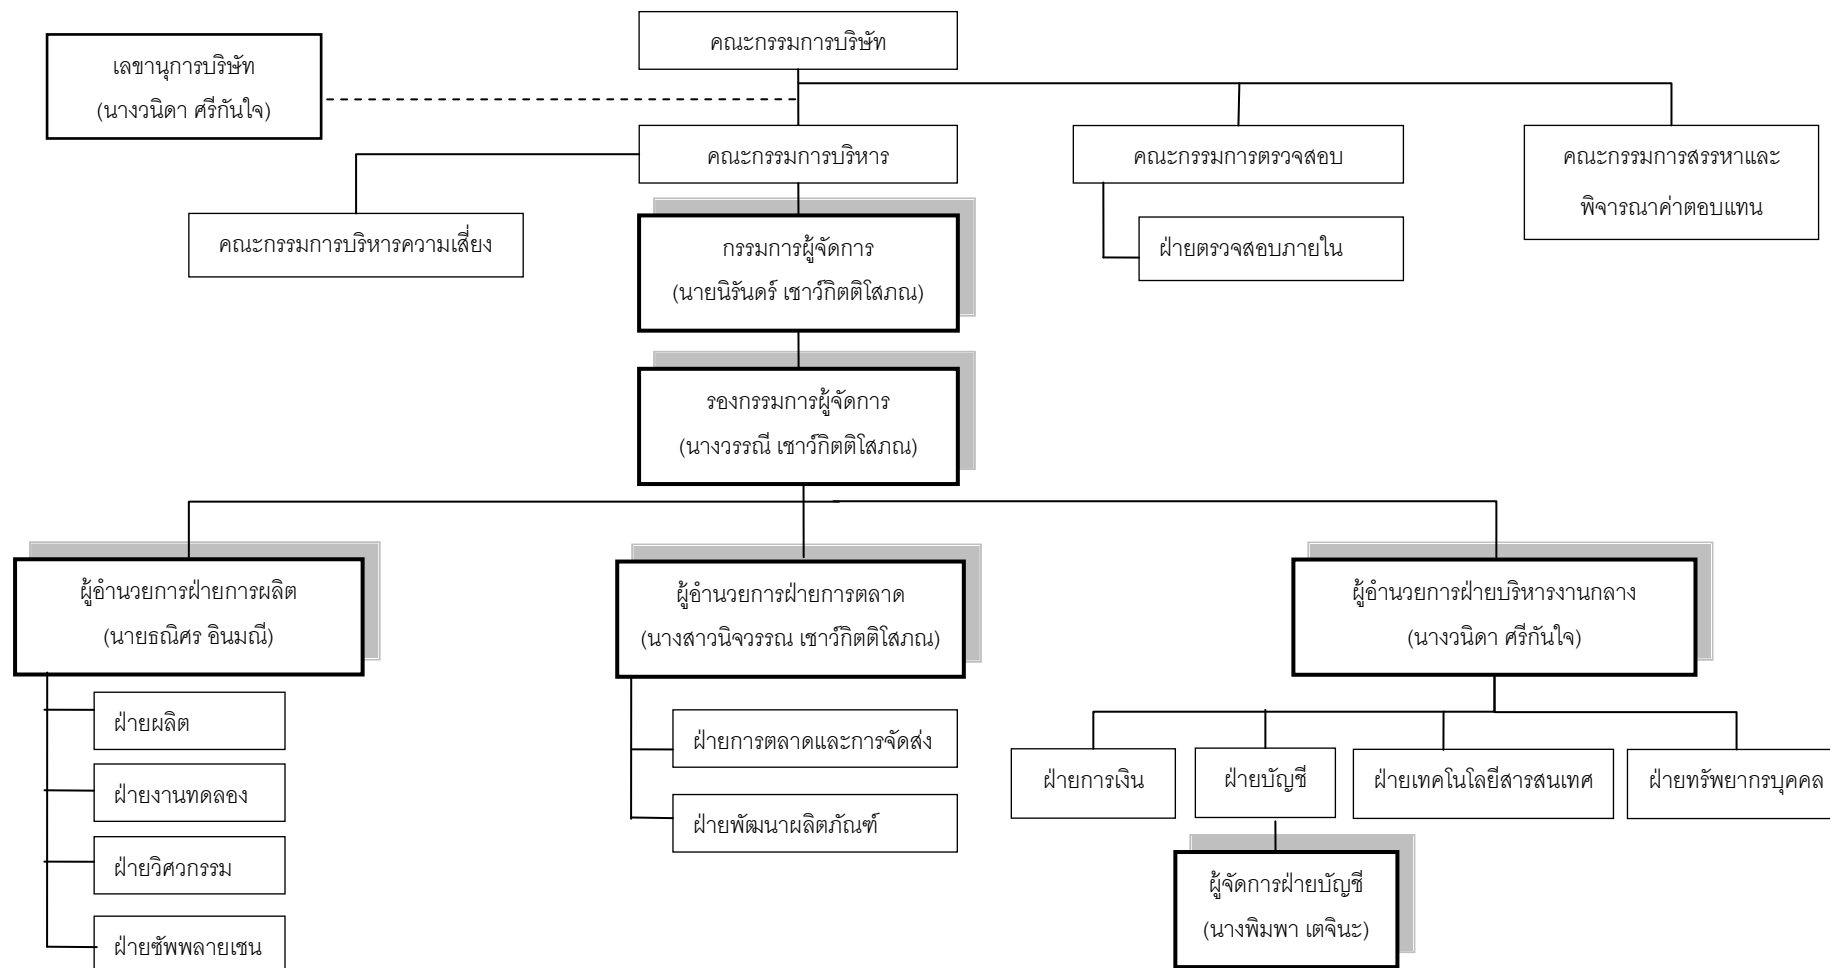 คณะกรรมการบริษัท
เลขานุการบริษัท
(นางวนิดา ศรีกันใจ)
คณะกรรมการบริหาร
คณะกรรมการตรวจสอบ
คณะกรรมการสรรหาและ
พิจารณาค่าตอบแทน
คณะกรรมการบริหารความเสี่ยง
ฝ่ายตรวจสอบภายใน
กรรมการผู้จัดการ
(นายนิรันดร์ เชาว์กิตติโสภณ)
รองกรรมการผู้จัดการ
(นางวรรณี เชาว์กิตติโสภณ)
ผู้อำนวยการฝ่ายการผลิต
(นายธณิศร อินมณี)
ผู้อำนวยการฝ่ายการตลาด
(นางสาวนิจวรรณ เชาว์กิตติโสภณ)
ผู้อำนวยการฝ่ายบริหารงานกลาง
(นางวนิดา ศรีกันใจ)
ฝ่ายผลิต
ฝ่ายงานทดลอง
ฝ่ายวิศวกรรม
ฝ่ายซัพพลายเชน
ฝ่ายการตลาดและการจัดส่ง
ฝ่ายพัฒนาผลิตภัณฑ์
ฝ่ายการเงิน
ฝ่ายบัญชี
ฝ่ายเทคโนโลยีสารสนเทศ
ฝ่ายทรัพยากรบุคคล
ผู้จัดการฝ่ายบัญชี
(นางพิมพา เตจินะ)